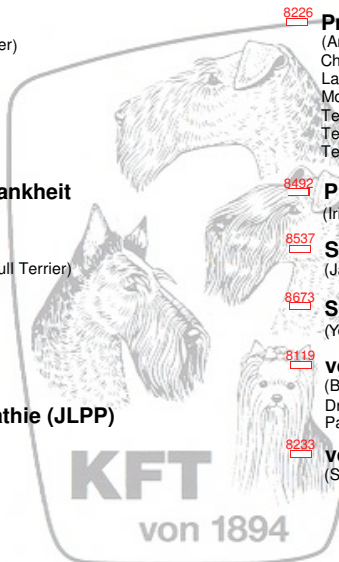 er)
ankheit
ull Terrier)
athie (JLPP)
8226
Pr
(Ai
Ch
La
Mo
Te
Te
Te
8492
P
(Iri
8537
S
(Ja
8673
S
(Yo
8119
vo
(B
Dr
Pa
8233
vo
(S
KFT
von 1894